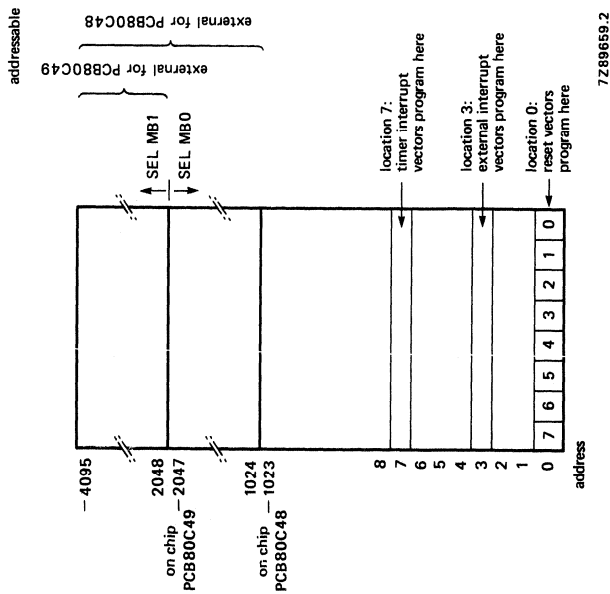 addressable
external for PCB80C48
external for PCB80C49
SEL MB1
SEL MB0
– 4095
2048
on chip – 2047
PCB80C49
1024
on chip – 1023
PCB80C48
8
7
6
5
4
3
2
1
0
address
7 6 5 4 3 2 1 0
location 7:
timer interrupt
vectors program here
location 3:
external interrupt
vectors program here
location 0:
reset vectors
program here
7Z89659.2